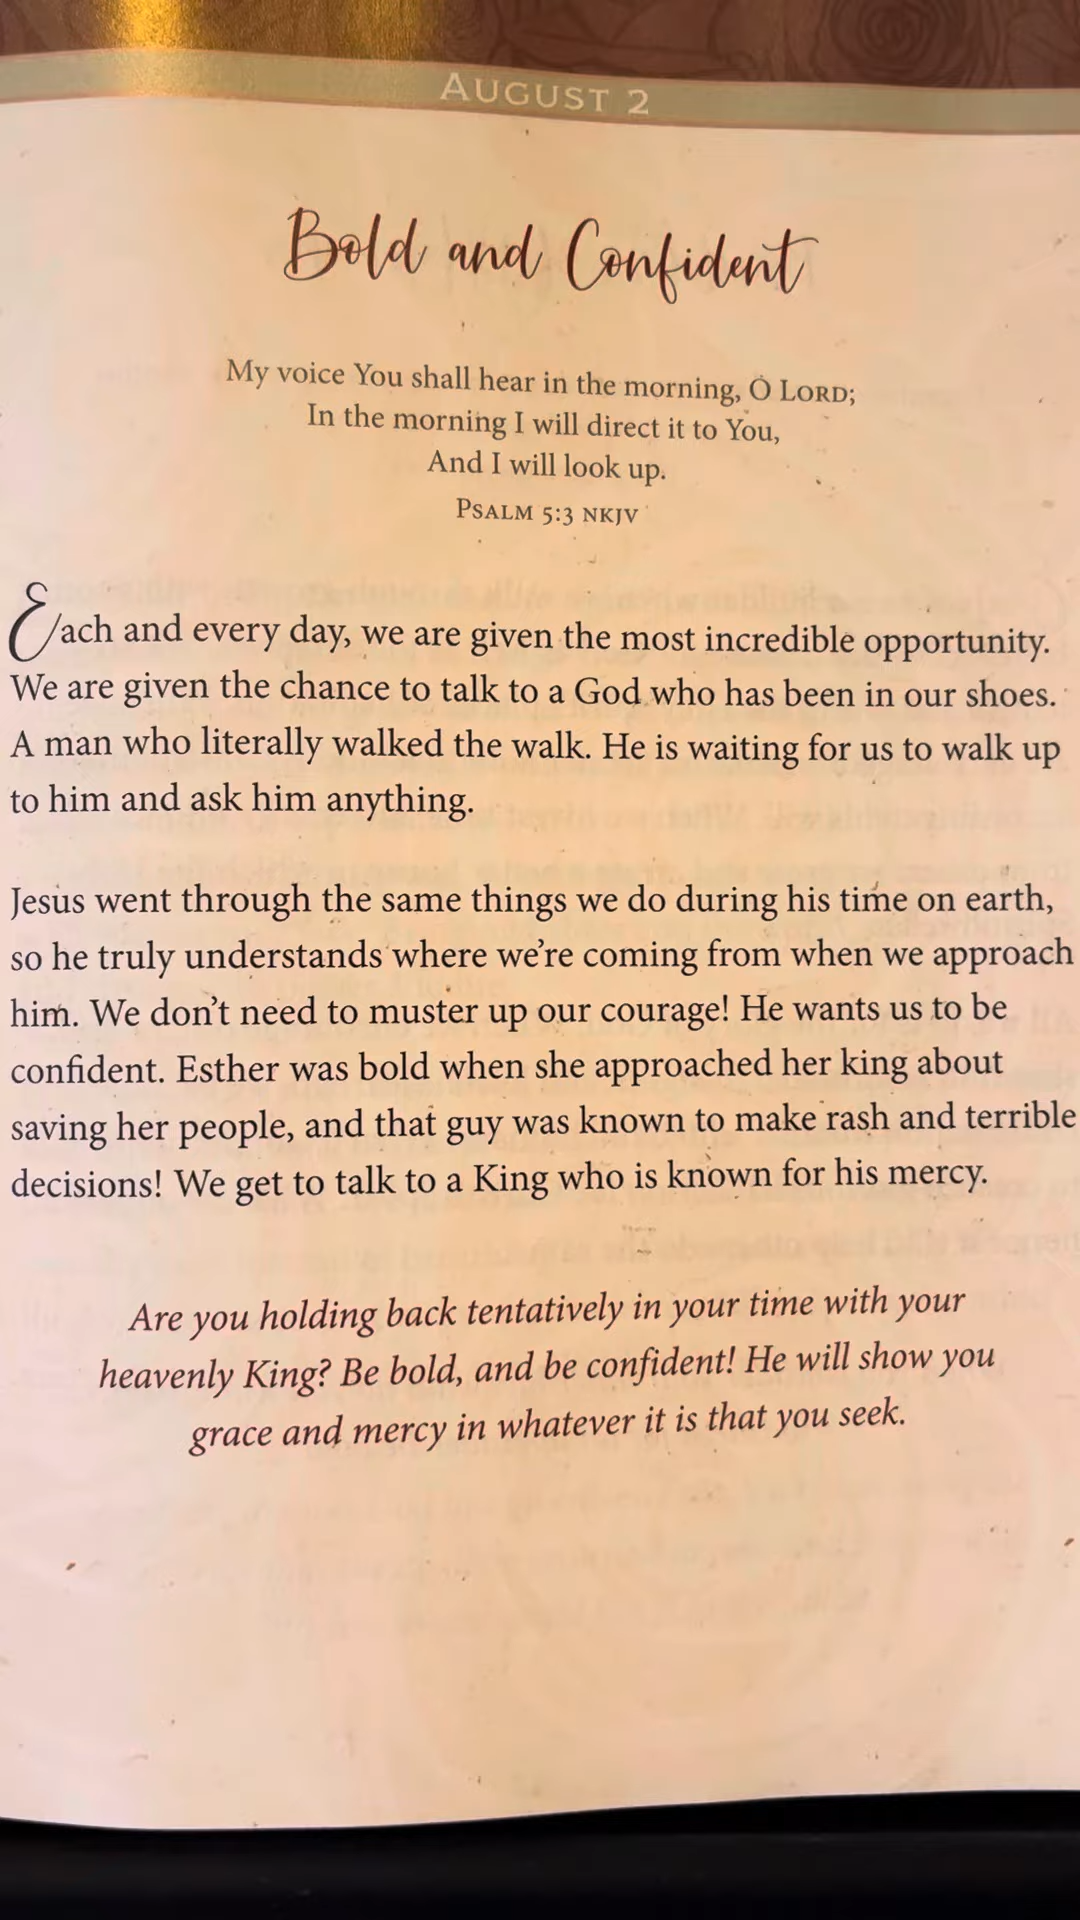 AUGUST 2
Bold and Confident
My voice You shall hear in the morning, O LORD;
In the morning I will direct it to You,
And I will look up.
PSALM 5:3 NKJV
Each and every day, we are given the most incredible opportunity.
We are given the chance to talk to a God who has been in our shoes.
A man who literally walked the walk. He is waiting for us to walk up
to him and ask him anything.
Jesus went through the same things we do during his time on earth,
so he truly understands where we’re coming from when we approach
him. We don’t need to muster up our courage! He wants us to be
confident. Esther was bold when she approached her king about
saving her people, and that guy was known to make rash and terrible
decisions! We get to talk to a King who is known for his mercy.
Are you holding back tentatively in your time with your
heavenly King? Be bold, and be confident! He will show you
grace and mercy in whatever it is that you seek.